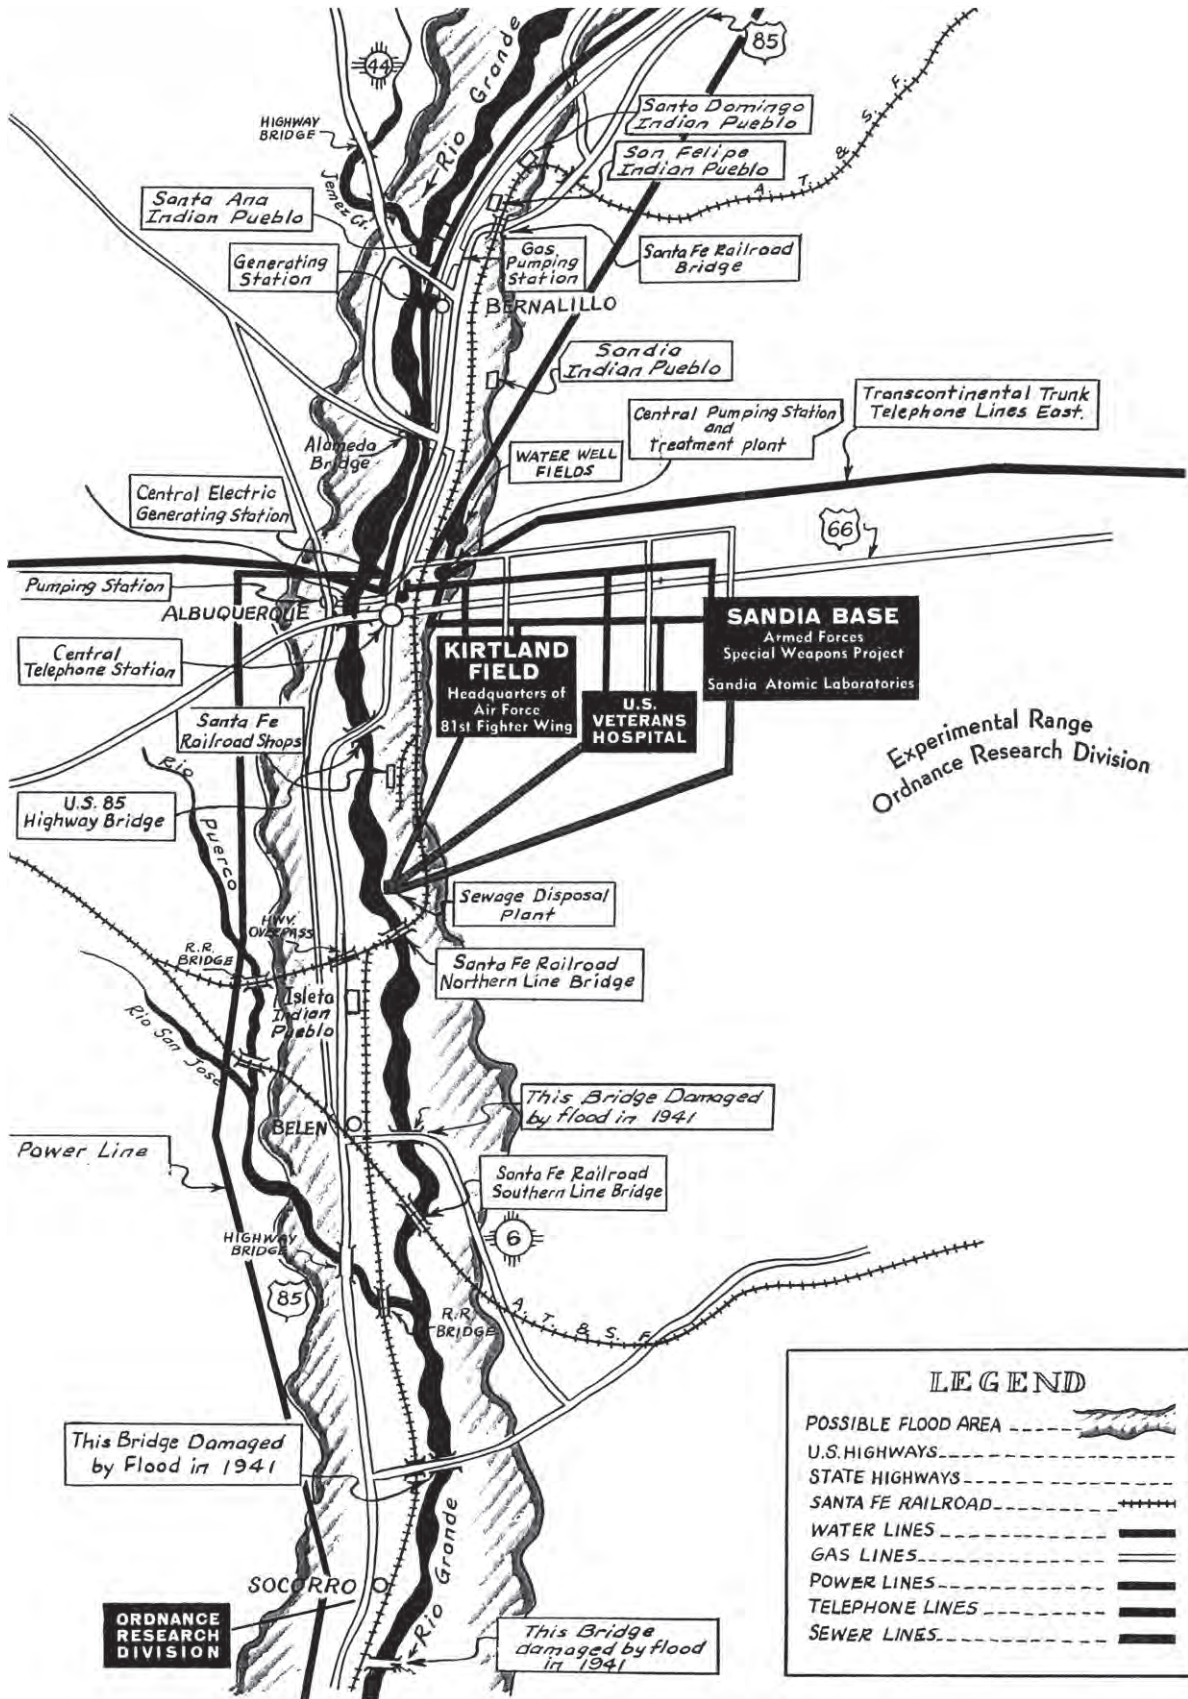 44
Rio Grande
85
HIGHWAY
BRIDGE
Jemez Cr.
Santo Domingo
Indian Pueblo
San Felipe
Indian Pueblo
A. T. & S. F.
Santa Ana
Indian Pueblo
Generating
Station
Gas
Pumping
Station
Santa Fe Railroad
Bridge
BERNALILLO
Sandia
Indian Pueblo
Central Pumping Station
and
Treatment plant
Transcontinental Trunk
Telephone Lines East.
Alameda
Bridge
WATER WELL
FIELDS
Central Electric
Generating Station
66
Pumping Station
ALBUQUERQUE
Central
Telephone Station
KIRTLAND
FIELD
Headquarters of
Air Force
81st Fighter Wing
U.S.
VETERANS
HOSPITAL
SANDIA BASE
Armed Forces
Special Weapons Project
Sandia Atomic Laboratories
Experimental Range
Ordnance Research Division
Santa Fe
Railroad Shops
U.S. 85
Highway Bridge
Rio Puerco
Sewage Disposal
Plant
HWY.
OVERPASS
R.R.
BRIDGE
Santa Fe Railroad
Northern Line Bridge
Isleta
Indian
Pueblo
Rio San Jose
This Bridge Damaged
by flood in 1941
BELEN
Power Line
Santa Fe Railroad
Southern Line Bridge
6
HIGHWAY
BRIDGE
85
R.R.
BRIDGE
A. T. & S. F.
This Bridge Damaged
by Flood in 1941
Rio Grande
SOCORRO
ORDNANCE
RESEARCH
DIVISION
This Bridge
damaged by flood
in 1941
LEGEND
POSSIBLE FLOOD AREA
U.S. HIGHWAYS
STATE HIGHWAYS
SANTA FE RAILROAD
WATER LINES
GAS LINES
POWER LINES
TELEPHONE LINES
SEWER LINES